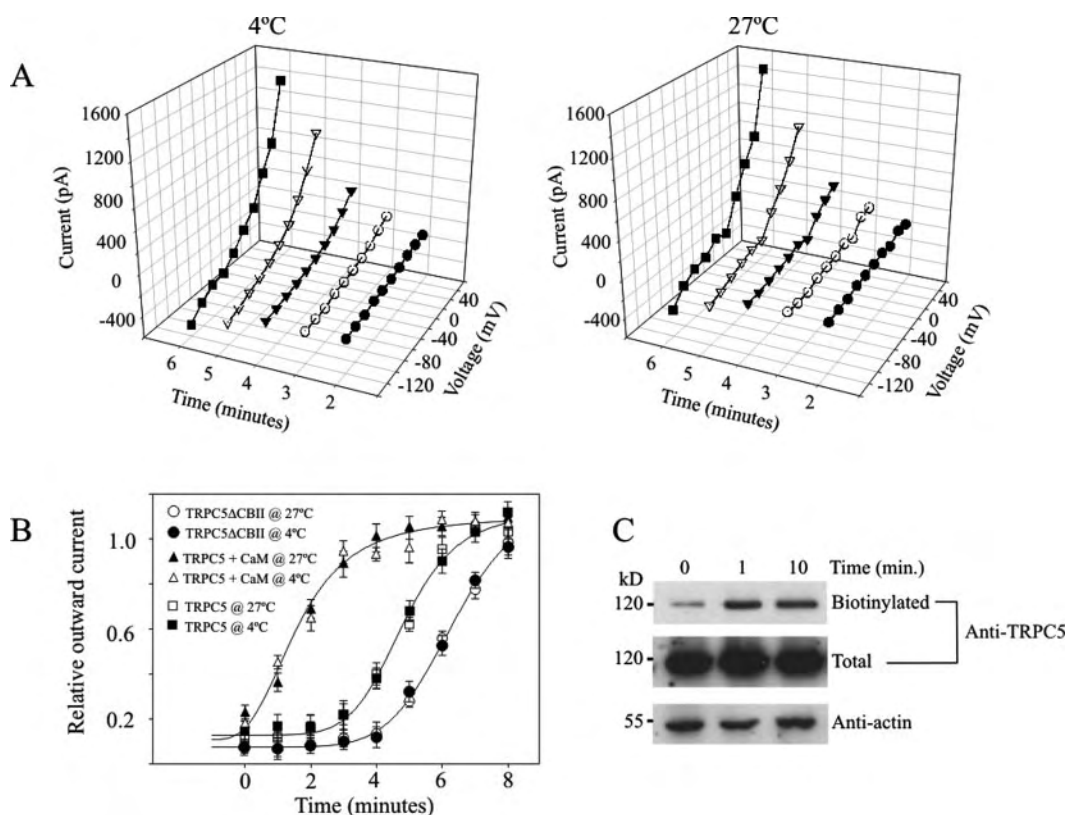 4ºC
27ºC
A
1600
1200
800
400
0
-400
Current (pA)
6
5
4
3
2
Time (minutes)
40
0
-40
-80
-120
Voltage (mV)
1600
1200
800
400
0
-400
Current (pA)
6
5
4
3
2
Time (minutes)
40
0
-40
-80
-120
Voltage (mV)
B
TRPC5ΔCBII @ 27ºC
TRPC5ΔCBII @ 4ºC
TRPC5 + CaM @ 27ºC
TRPC5 + CaM @ 4ºC
TRPC5 @ 27ºC
TRPC5 @ 4ºC
1.0
0.6
0.2
Relative outward current
0 2 4 6 8
Time (minutes)
C
kD 0 1 10 Time (min.)
120 Biotinylated
Anti-TRPC5
120 Total
55 Anti-actin